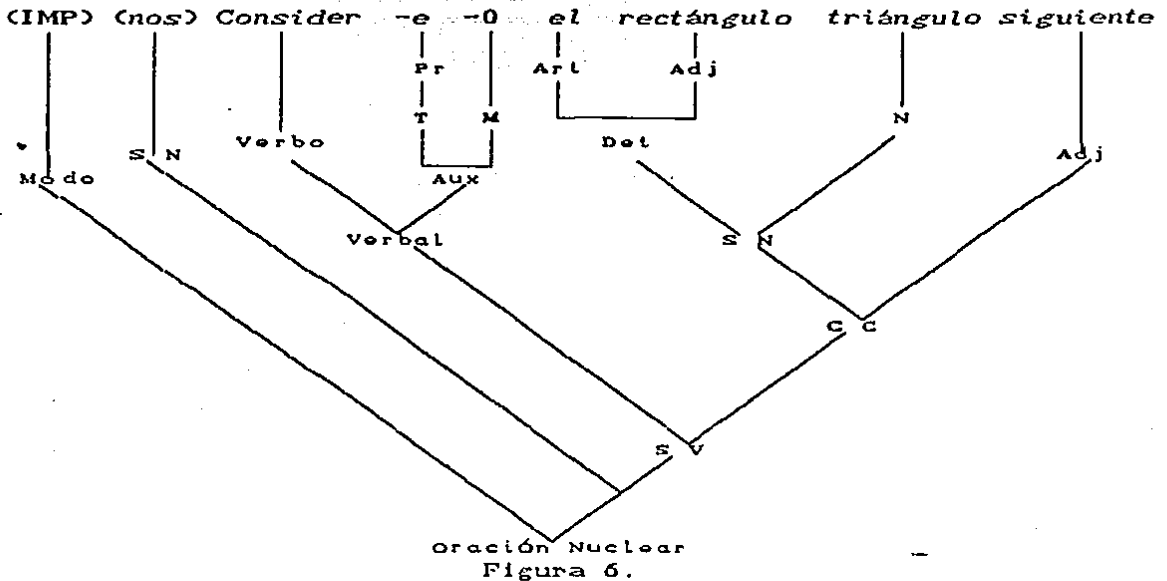 (IMP) (nos) Consider -e -0 el rectángulo triángulo siguiente
Pr Art Adj
T M N
Verbo Det
S N Adj
Modo Aux
Verbal S N
C C
S V
Oración Nuclear
Figura 6.